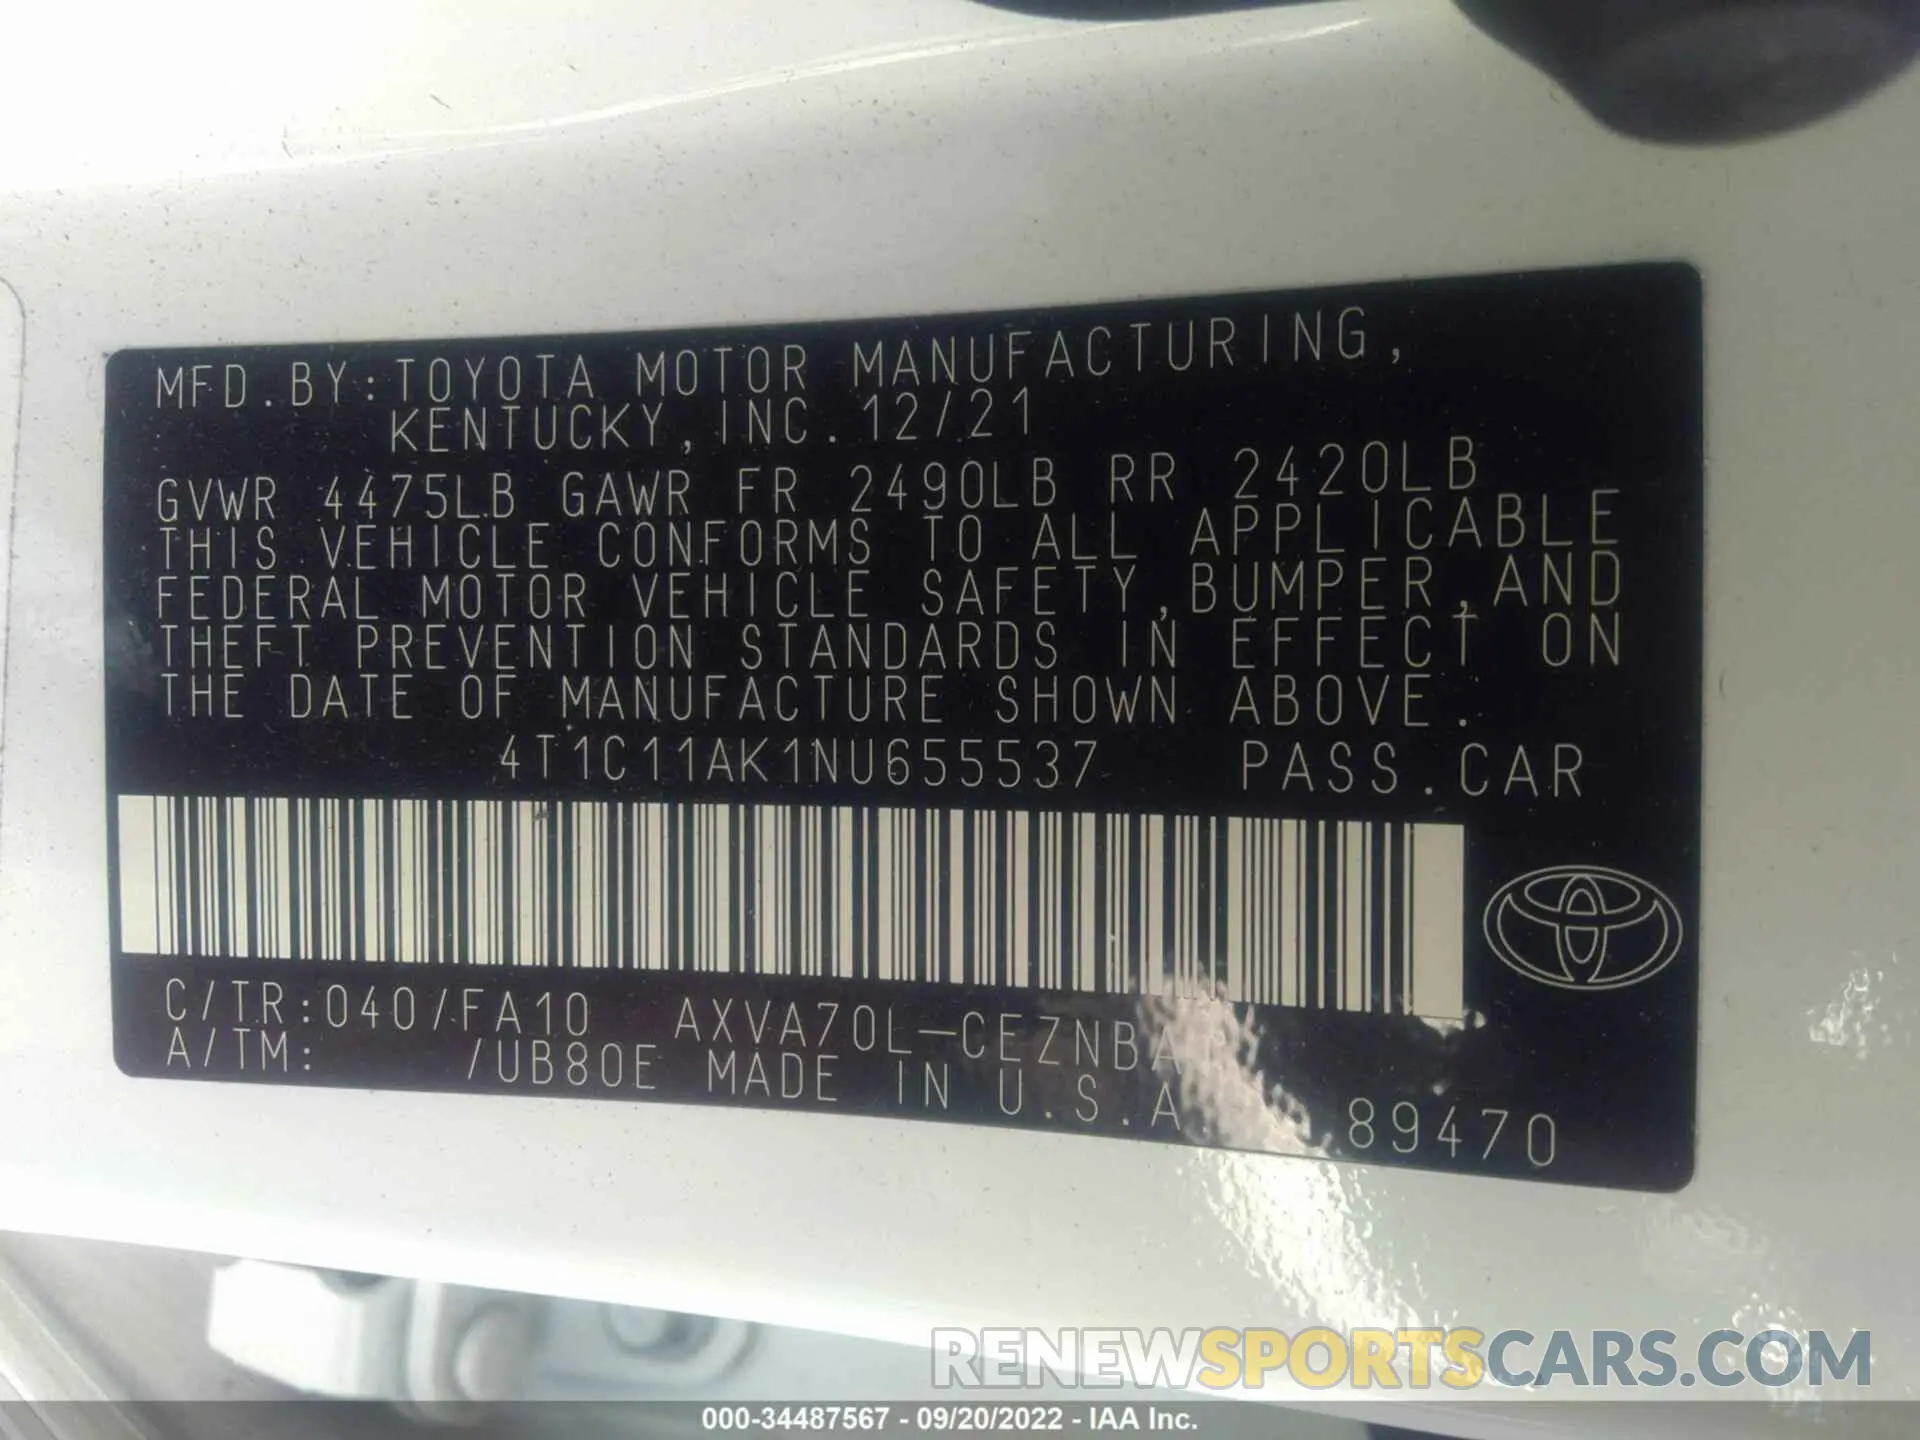 MFD.BY:TOYOTA MOTOR MANUFACTURING,
KENTUCKY,INC.12/21
GVWR 4475LB GAWR FR 2490LB RR 2420LB
THIS VEHICLE CONFORMS TO ALL APPLICABLE
FEDERAL MOTOR VEHICLE SAFETY,BUMPER,AND
THEFT PREVENTION STANDARDS IN EFFECT ON
THE DATE OF MANUFACTURE SHOWN ABOVE.
4T1C11AK1NU655537 PASS.CAR
C/TR:040/FA10
A/TM: /UB80E MADE IN U.S.A.
89470
RENEWSPORTSCARS.COM
000-34487567 - 09/20/2022 - IAA Inc.